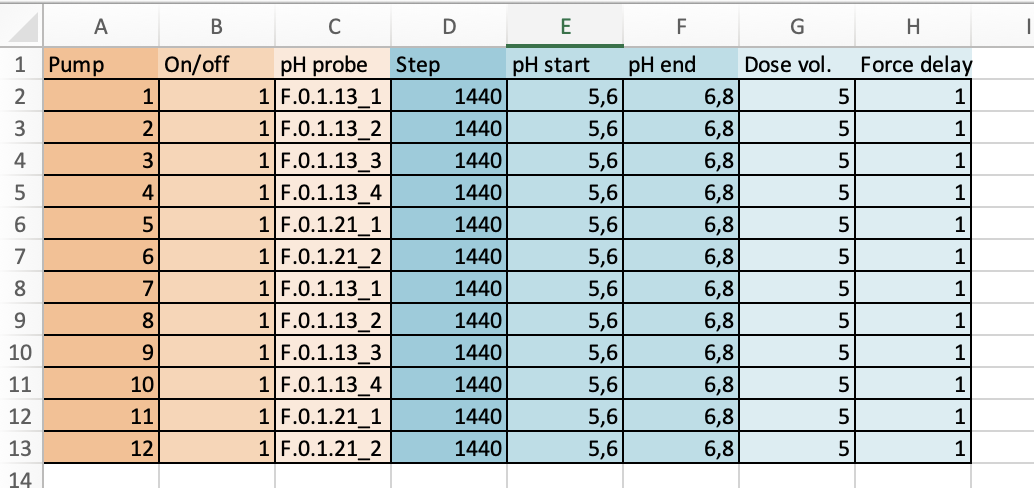 A B C D E F G H I
1 Pump On/off pH probe Step pH start pH end Dose vol. Force delay
2 1 1 F.0.1.13_1 1440 5,6 6,8 5 1
3 2 1 F.0.1.13_2 1440 5,6 6,8 5 1
4 3 1 F.0.1.13_3 1440 5,6 6,8 5 1
5 4 1 F.0.1.13_4 1440 5,6 6,8 5 1
6 5 1 F.0.1.21_1 1440 5,6 6,8 5 1
7 6 1 F.0.1.21_2 1440 5,6 6,8 5 1
8 7 1 F.0.1.13_1 1440 5,6 6,8 5 1
9 8 1 F.0.1.13_2 1440 5,6 6,8 5 1
10 9 1 F.0.1.13_3 1440 5,6 6,8 5 1
11 10 1 F.0.1.13_4 1440 5,6 6,8 5 1
12 11 1 F.0.1.21_1 1440 5,6 6,8 5 1
13 12 1 F.0.1.21_2 1440 5,6 6,8 5 1
14